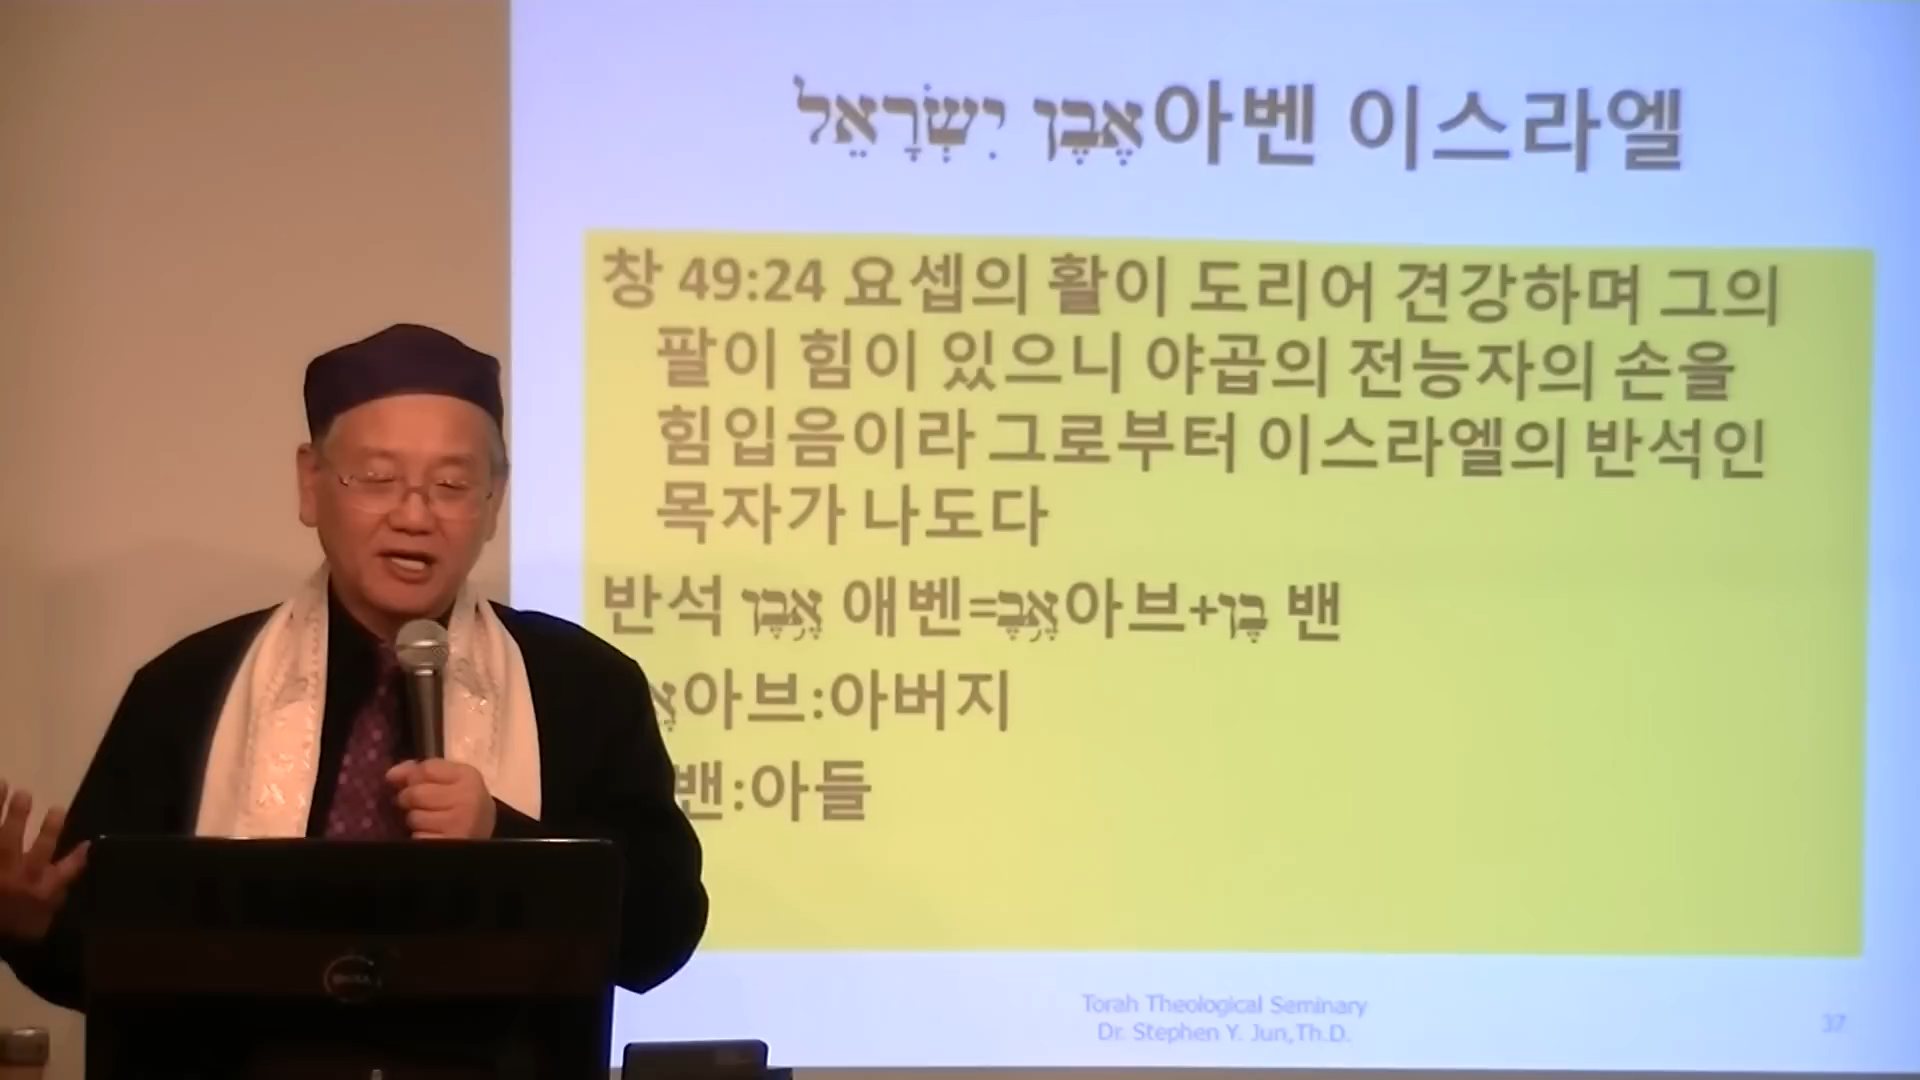 אֶבֶן יִשְׂרָאֵל아벤 이스라엘
창 49:24 요셉의 활이 도리어 견강하며 그의
팔이 힘이 있으니 야곱의 전능자의 손을
힘입음이라 그로부터 이스라엘의 반석인
목자가 나도다
반석 אֶ֥בֶן 애벤=אֶ֥בֶ아브+בֶן 밴
아브:아버지
밴:아들
Torah Theological Seminary
Dr. Stephen Y. Jun,Th.D.
37